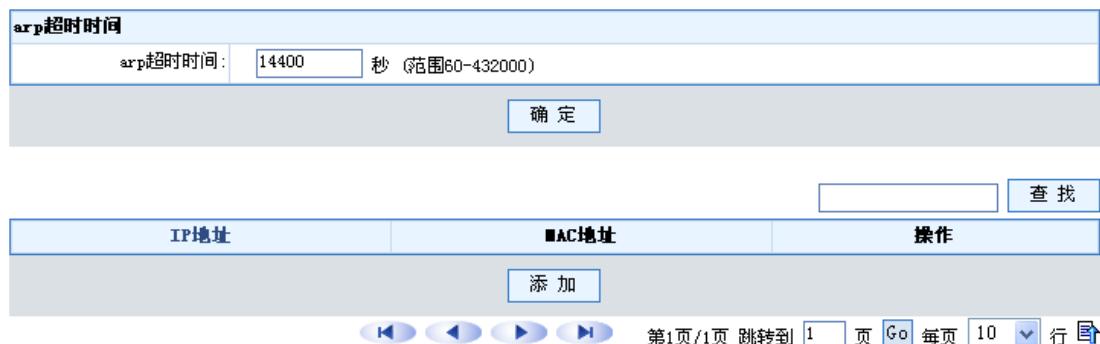 arp超时时间
arp超时时间: 14400 秒 (范围60-432000)
确 定
查 找
IP地址 MAC地址 操作
添 加
第1页/1页 跳转到 1 页 Go 每页 10 行